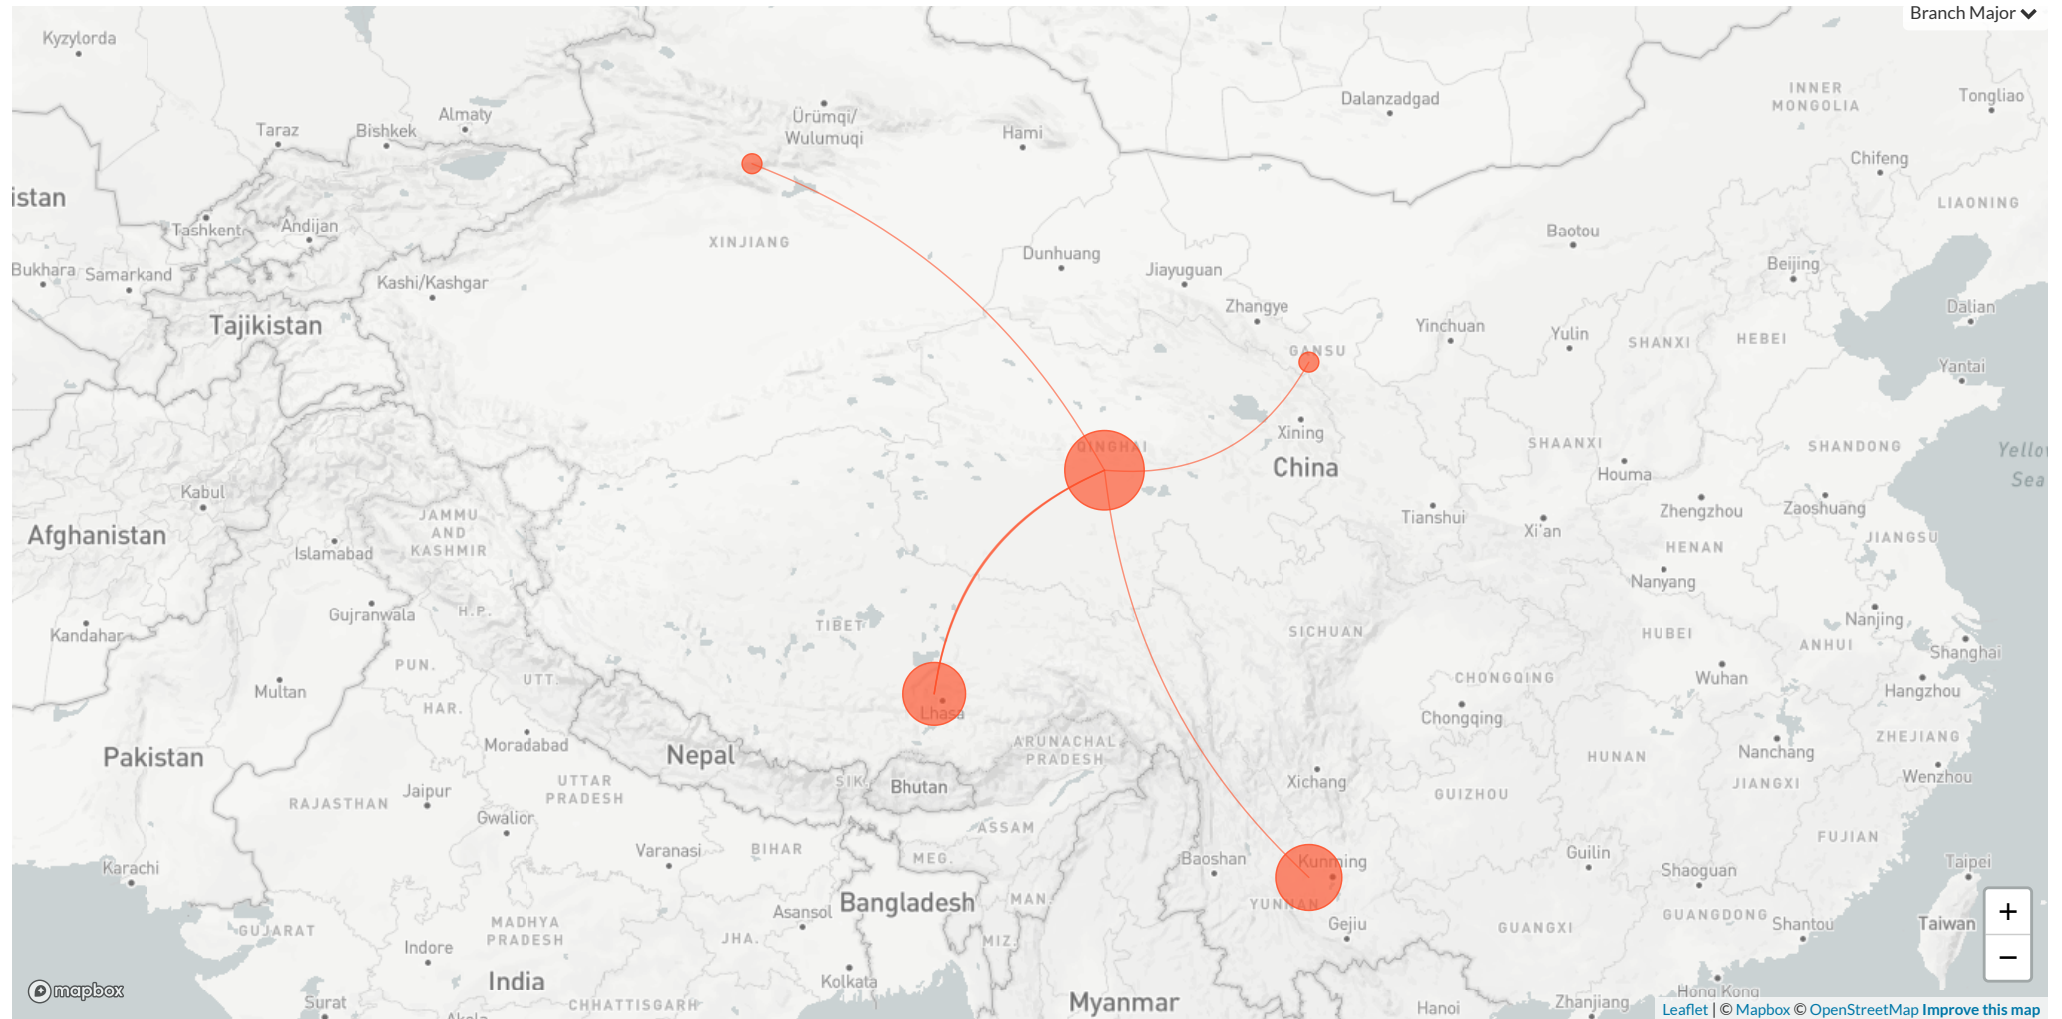 Branch Major
Kyzylorda
INNER
MONGOLIA
Tongliao
Dalanzadgad
Almaty
Ürümqi/
Wulumuqi
Taraz
Bishkek
Hami
Chifeng
istan
LIAONING
Tashkent
Andijan
Baotou
XINJIANG
Dunhuang
Beijing
Bukhara
Samarkand
Jiayuguan
Kashi/Kashgar
Zhangye
Dalian
Tajikistan
Yinchuan
Yulin
SHANXI
HEBEI
GANSU
Yantai
Xining
QINGHAI
SHAANXI
SHANDONG
Yellow
Sea
China
Houma
Kabul
JAMMU
AND
KASHMIR
Tianshui
Zhengzhou
Zaoshuang
Afghanistan
Islamabad
Xi'an
HENAN
JIANGSU
Nanyang
Gujranwala
H.P.
Kandahar
TIBET
SICHUAN
HUBEI
Nanjing
ANHUI
Shanghai
PUN.
UTT.
CHONGQING
Wuhan
Multan
Hangzhou
HAR.
Lhasa
Chongqing
Moradabad
ARUNACHAL
PRADESH
ZHEJIANG
Pakistan
Nepal
HUNAN
Nanchang
SIK.
Bhutan
Xichang
JIANGXI
Wenzhou
UTTAR
PRADESH
Jaipur
RAJASTHAN
GUIZHOU
Gwalior
ASSAM
FUJIAN
Varanasi
BIHAR
MEG.
Baoshan
Kunming
Guilin
Taipei
Karachi
Shaoguan
Bangladesh
MAN.
YUNNAN
Asansol
GUANGDONG
Shantou
Taiwan
GUJARAT
MADHYA
PRADESH
JHA.
MIZ.
Gejiu
GUANGXI
Indore
India
Kolkata
mapbox
Surat
CHHATTISGARH
Akola
Myanmar
Hanoi
Zhanjiang
Hong Kong
+
−
Leaflet | © Mapbox © OpenStreetMap Improve this map